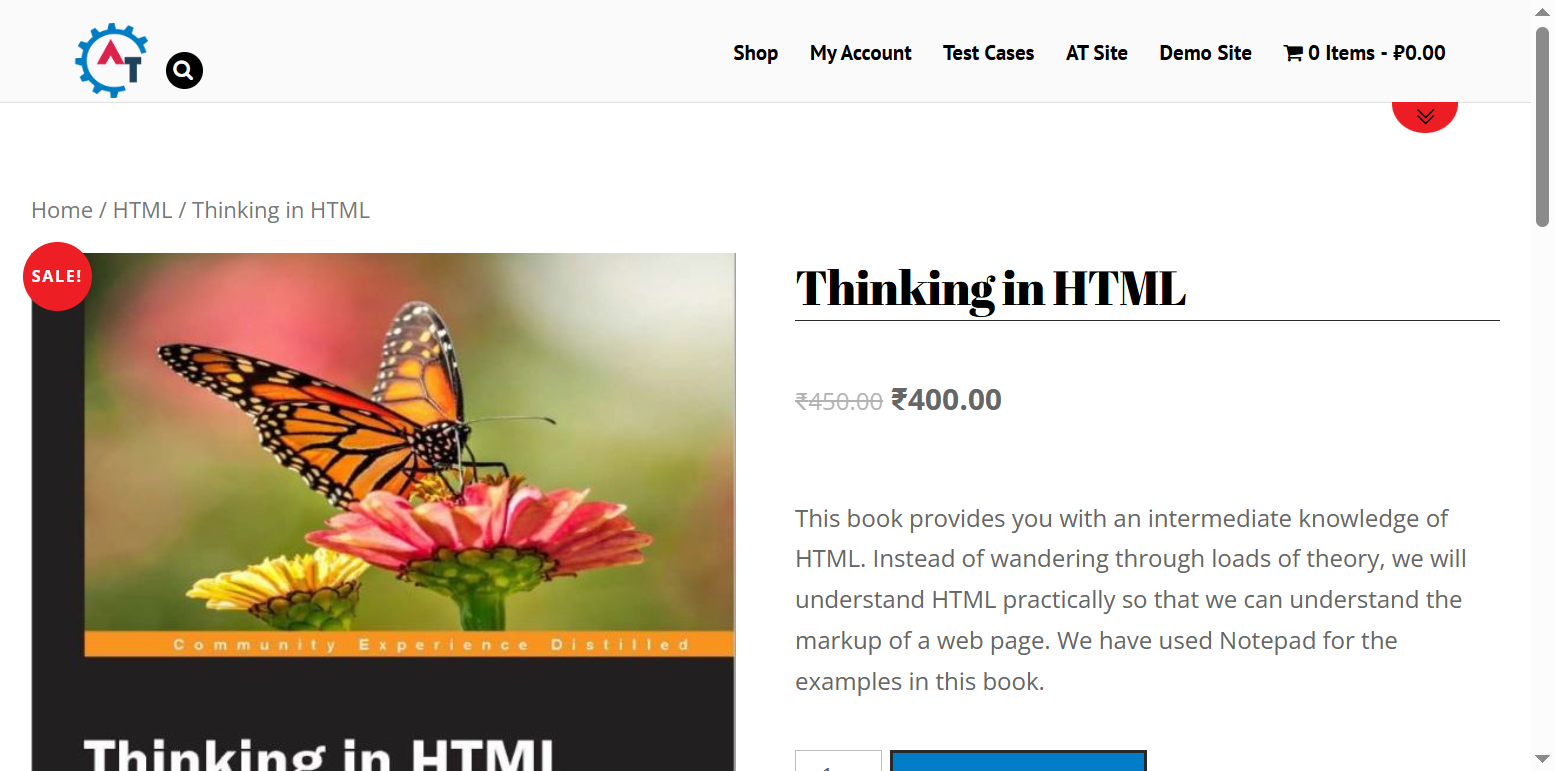 AT
Shop My Account Test Cases AT Site Demo Site 0 Items - ₽0.00
Home / HTML / Thinking in HTML
SALE!
Thinking in HTML
₹450.00 ₹400.00
This book provides you with an intermediate knowledge of
HTML. Instead of wandering through loads of theory, we will
understand HTML practically so that we can understand the
markup of a web page. We have used Notepad for the
examples in this book.
Community Experience Distilled
Thinking in HTML